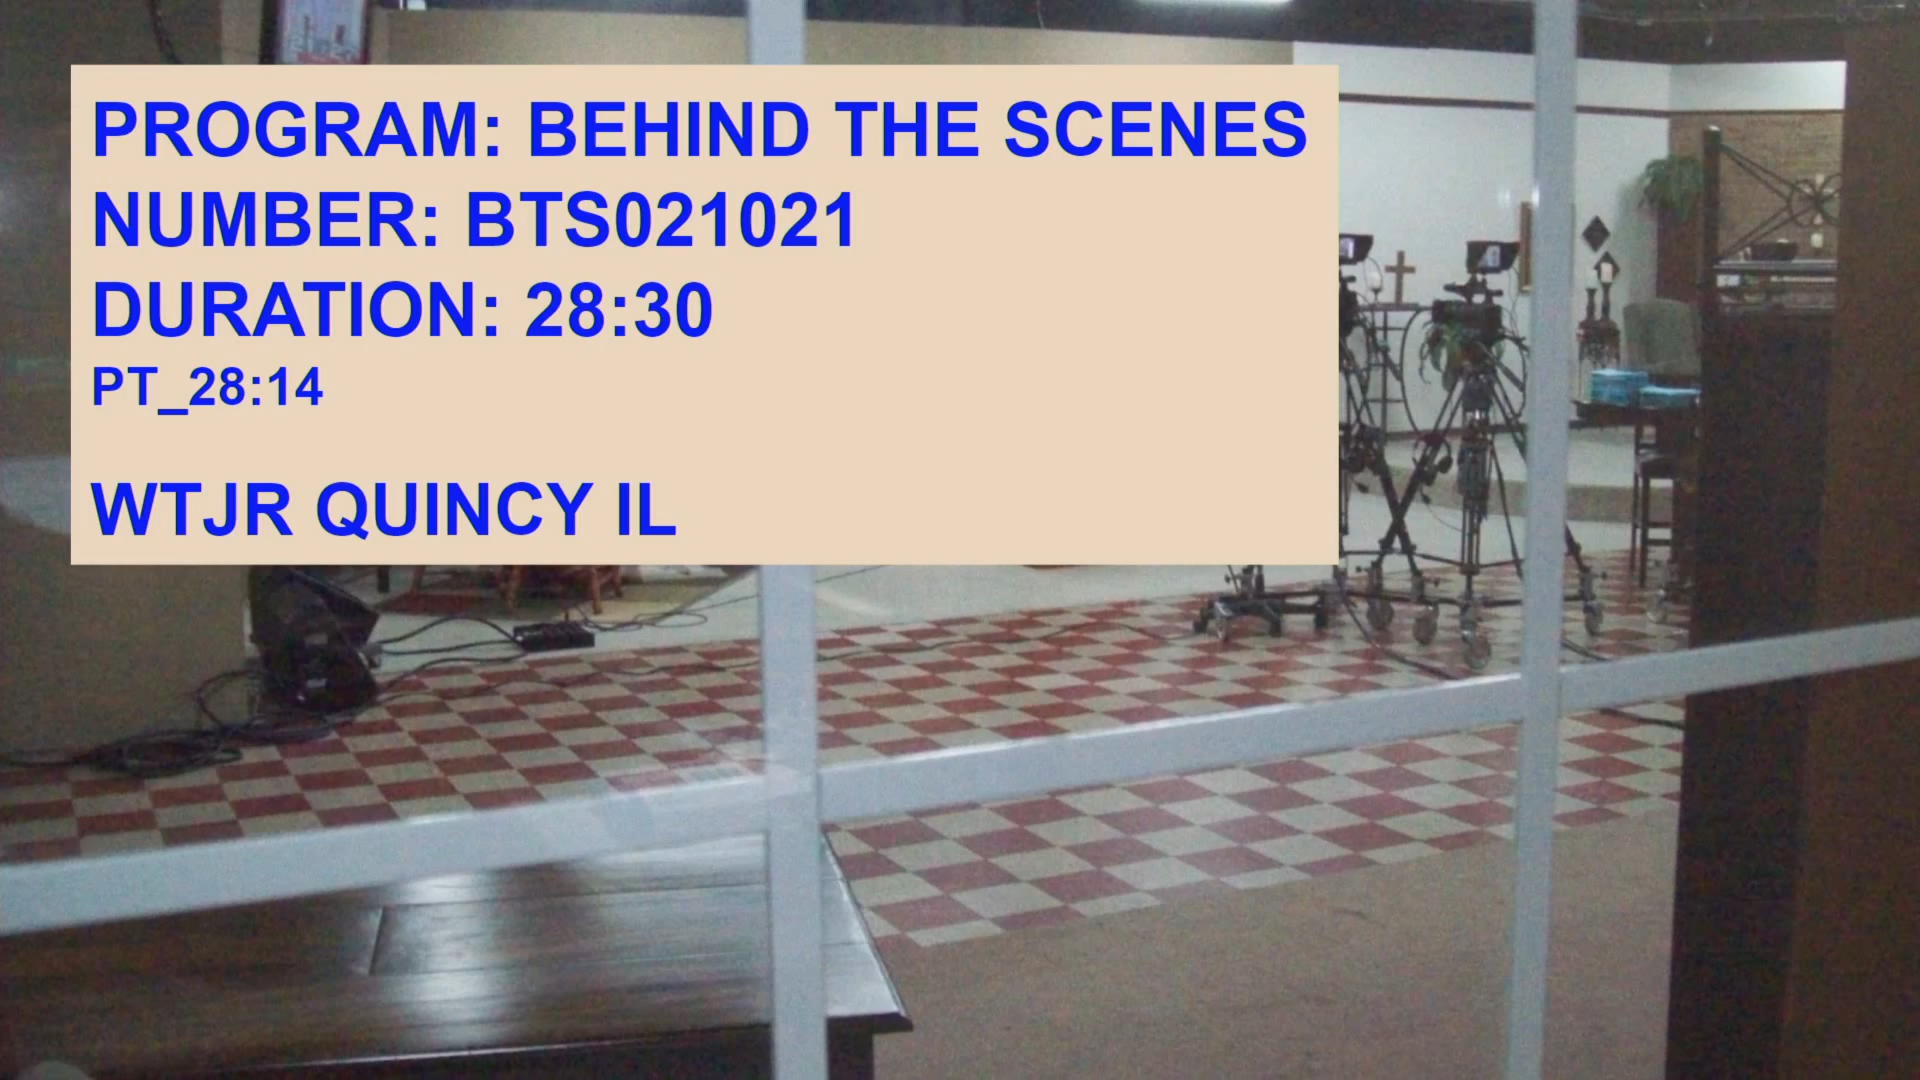 PROGRAM: BEHIND THE SCENES
NUMBER: BTS021021
DURATION: 28:30
PT_28:14
WTJR QUINCY IL